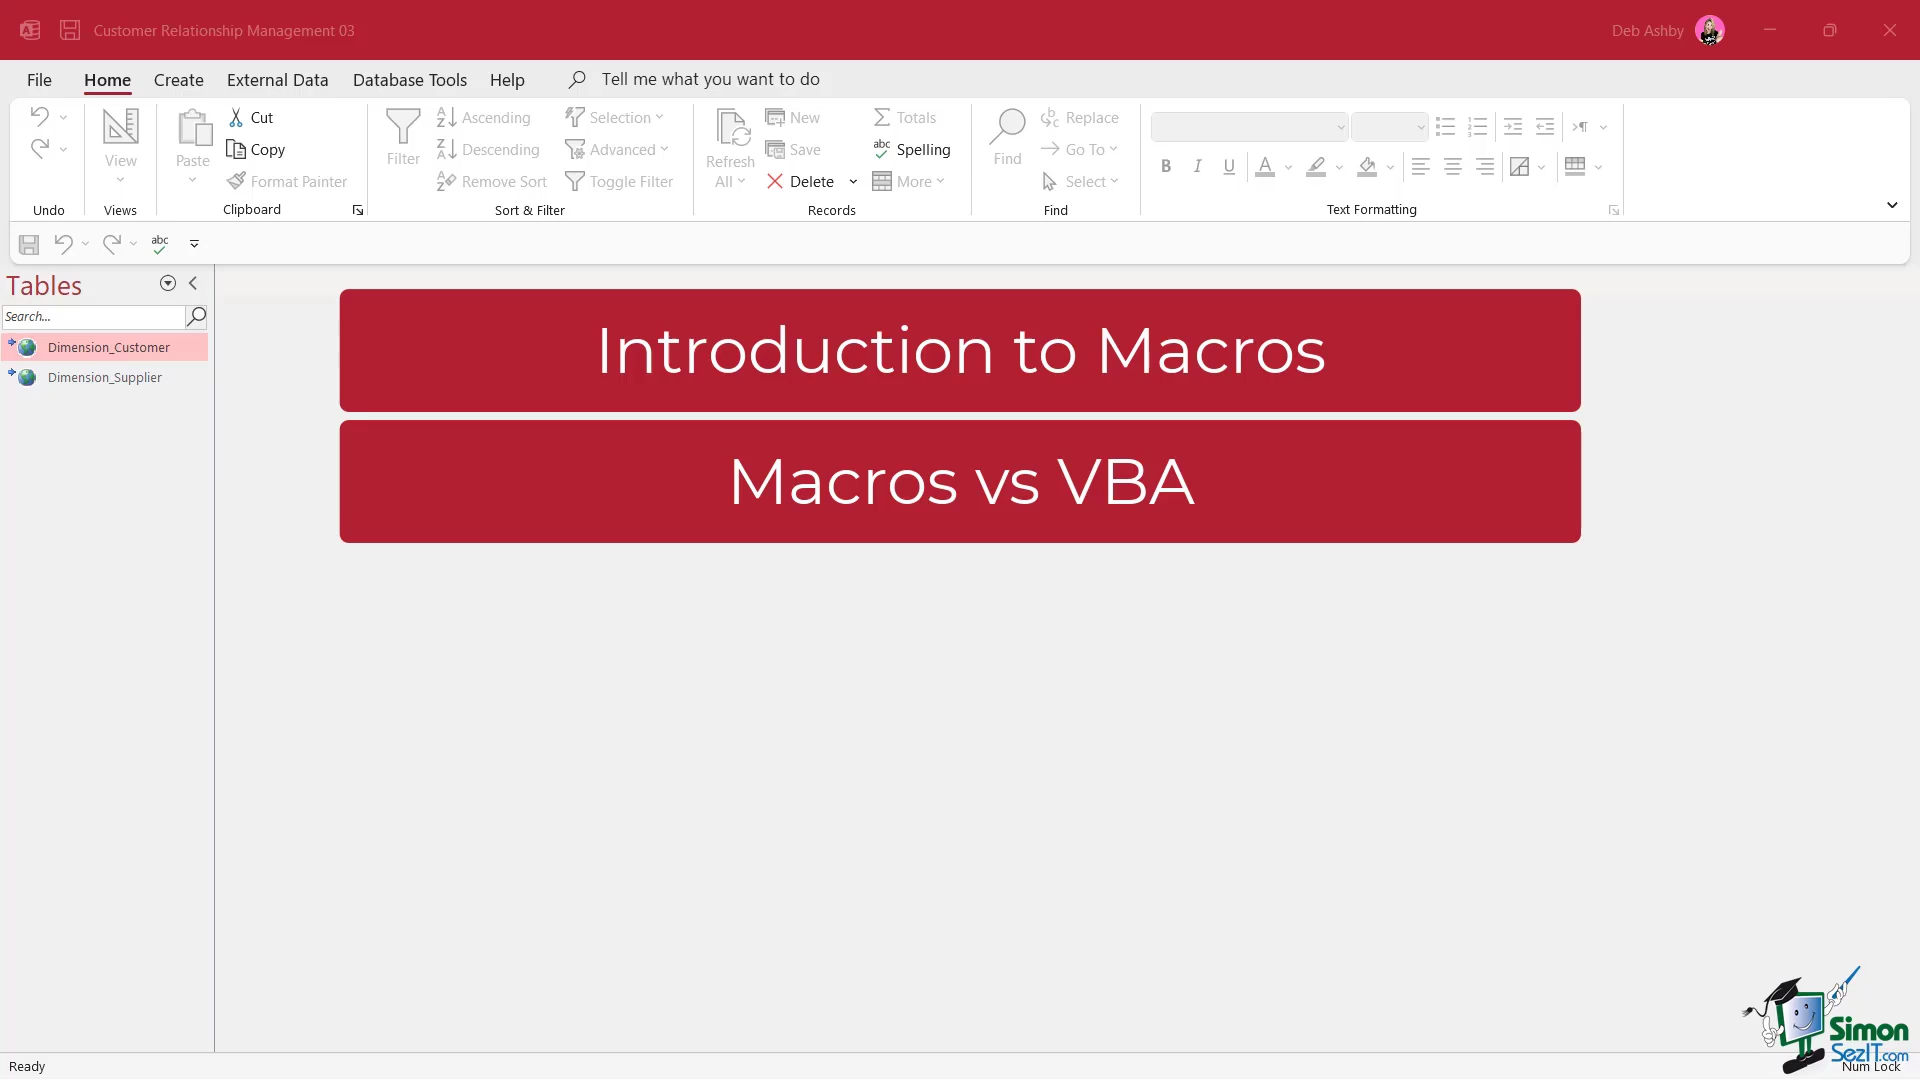 Customer Relationship Management 03
Deb Ashby
File Home Create External Data Database Tools Help Tell me what you want to do
View
Paste
Cut
Copy
Format Painter
Filter
Ascending
Descending
Remove Sort
Selection
Advanced
Toggle Filter
Refresh
All
New
Save
Delete
Totals
abc Spelling
More
Find
Replace
Go To
Select
B I U A
Undo Views Clipboard Sort & Filter Records Find Text Formatting
abc
Tables
Search...
Dimension_Customer
Dimension_Supplier
Introduction to Macros
Macros vs VBA
Simon
SezIT.com
Ready
Num Lock